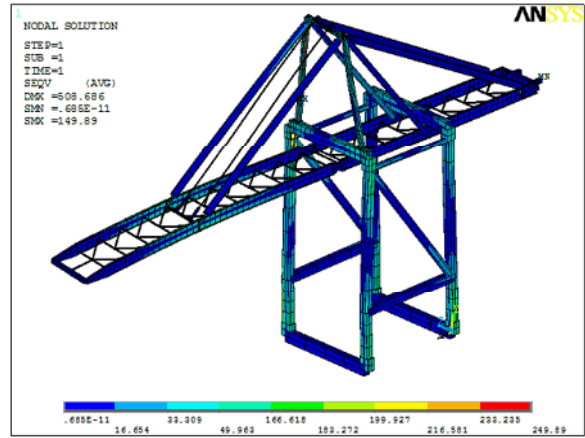 1
ANSYS
NODAL SOLUTION
STEP=1
SUB =1
TIME=1
SEQV (AVG)
DMX =508.686
SMN =.685E-11
SMX =149.89
MN
.685E-11 33.309 166.618 199.927 233.235
16.654 49.963 183.272 216.581 249.89